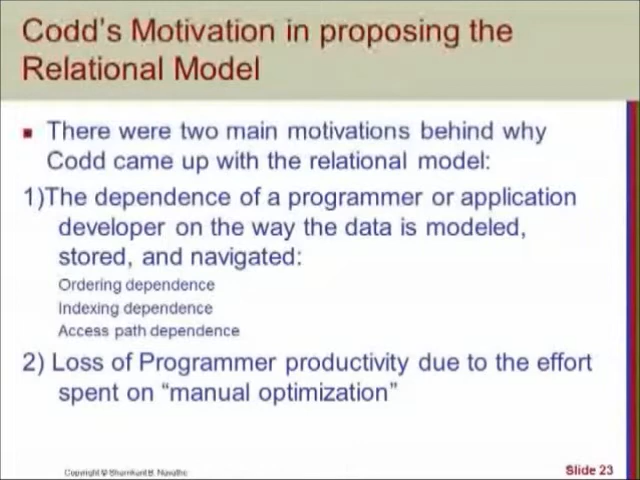 Codd's Motivation in proposing the
Relational Model
There were two main motivations behind why
Codd came up with the relational model:
1)The dependence of a programmer or application
developer on the way the data is modeled,
stored, and navigated:
Ordering dependence
Indexing dependence
Access path dependence
2) Loss of Programmer productivity due to the effort
spent on “manual optimization”
Copyright © Shamkant B. Navathe
Slide 23